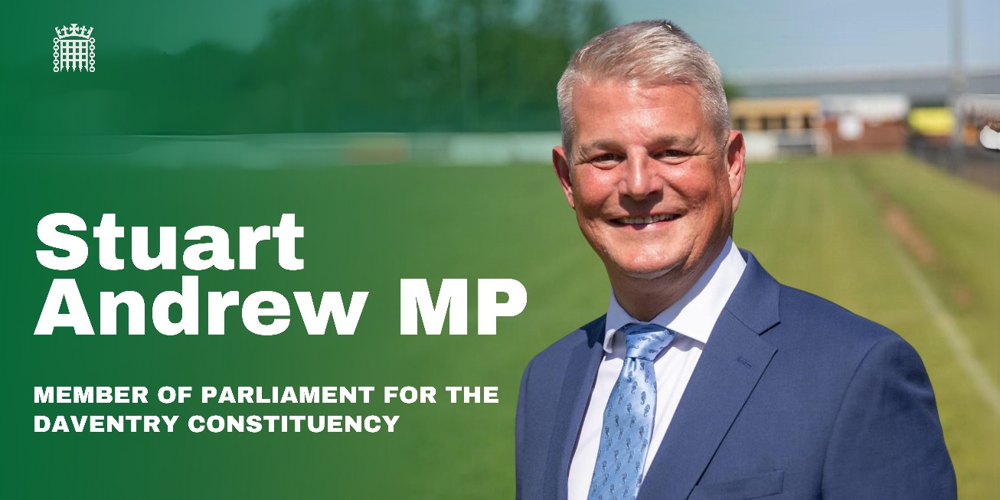 Stuart
Andrew MP
MEMBER OF PARLIAMENT FOR THE
DAVENTRY CONSTITUENCY